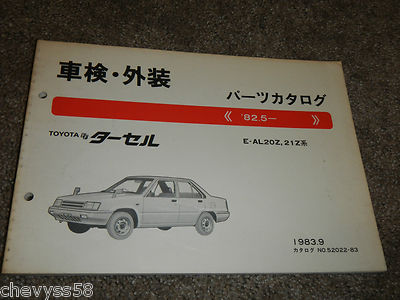 車検・外装
パーツカタログ
《 '82.5— 》
TOYOTA ターセル
E-AL20Z, 21Z系
1983.9
カタログ NO.52022-83
chevyss58